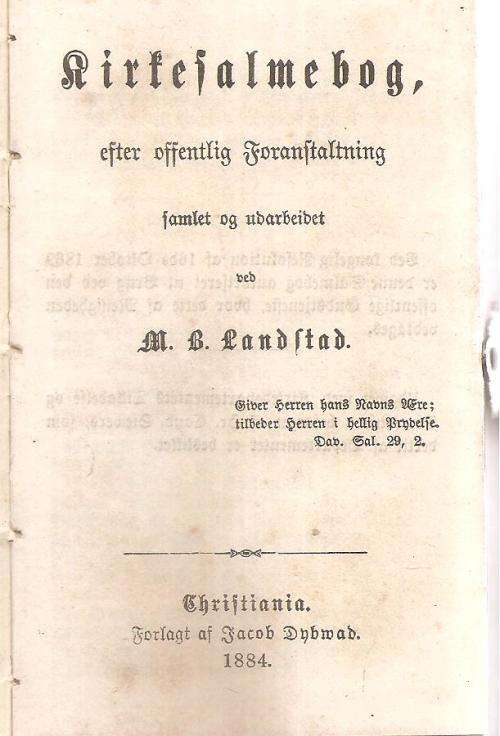 Kirkesalmebog,
efter offentlig Foranstaltning
samlet og udarbeidet
ved
M. B. Landstad.
Giver Herren hans Navns Ære;
tilbeder Herren i hellig Prydelse.
Dav. Sal. 29, 2.
Christiania.
Forlagt af Jacob Dybwad.
1884.